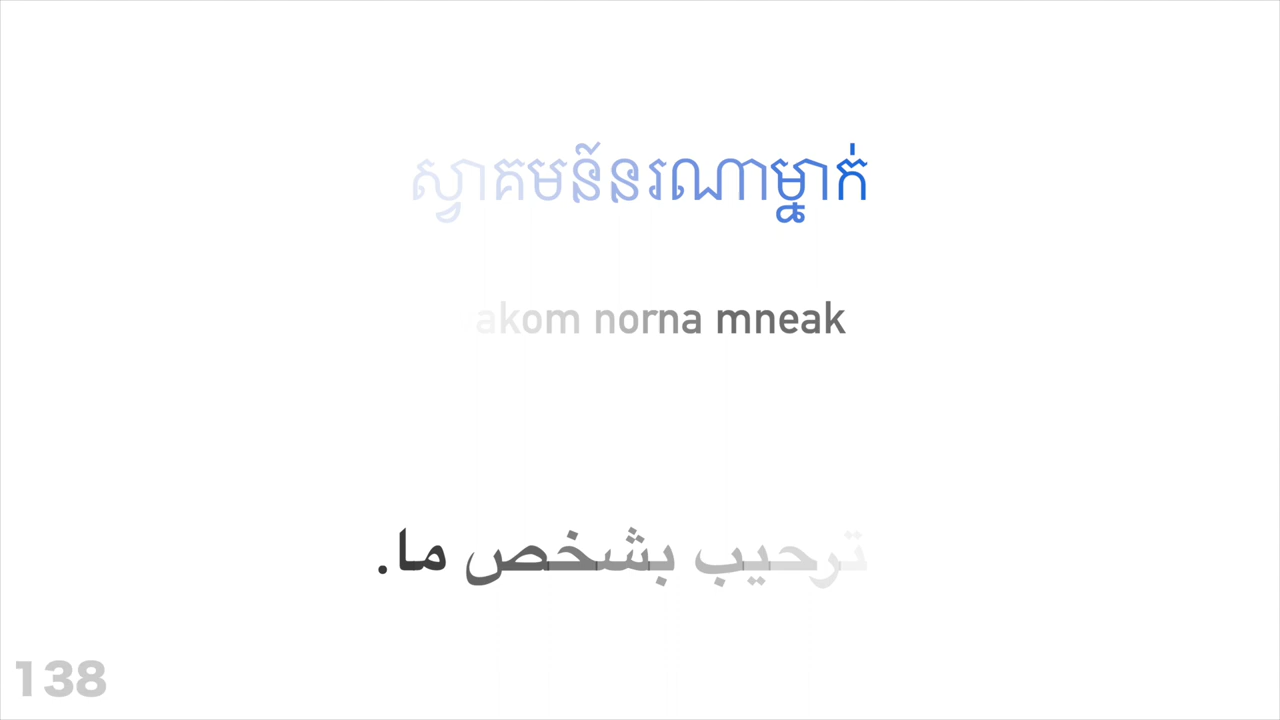 ស្វាគមន៍នរណាម្នាក់
akom norna mneak
ترحيب بشخص ما.
138